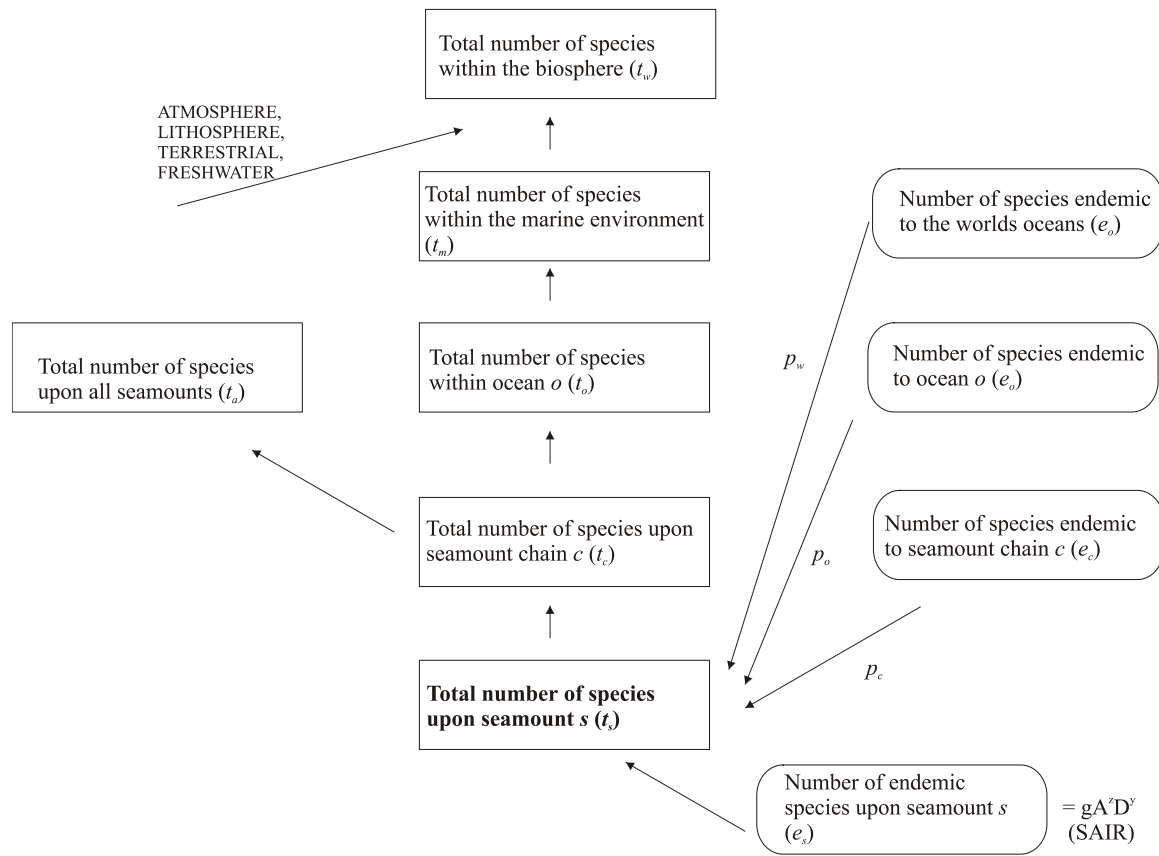 Total number of species
within the biosphere (t_w)
ATMOSPHERE,
LITHOSPHERE,
TERRESTRIAL,
FRESHWATER
Total number of species
within the marine environment
(t_m)
Number of species endemic
to the worlds oceans (e_o)
Total number of species
upon all seamounts (t_a)
Total number of species
within ocean o (t_o)
p_w
Number of species endemic
to ocean o (e_o)
Total number of species upon
seamount chain c (t_c)
p_o
Number of species endemic
to seamount chain c (e_c)
Total number of species
upon seamount s (t_s)
p_c
Number of endemic
species upon seamount s
(e_s)
= gA^zD^y
(SAIR)